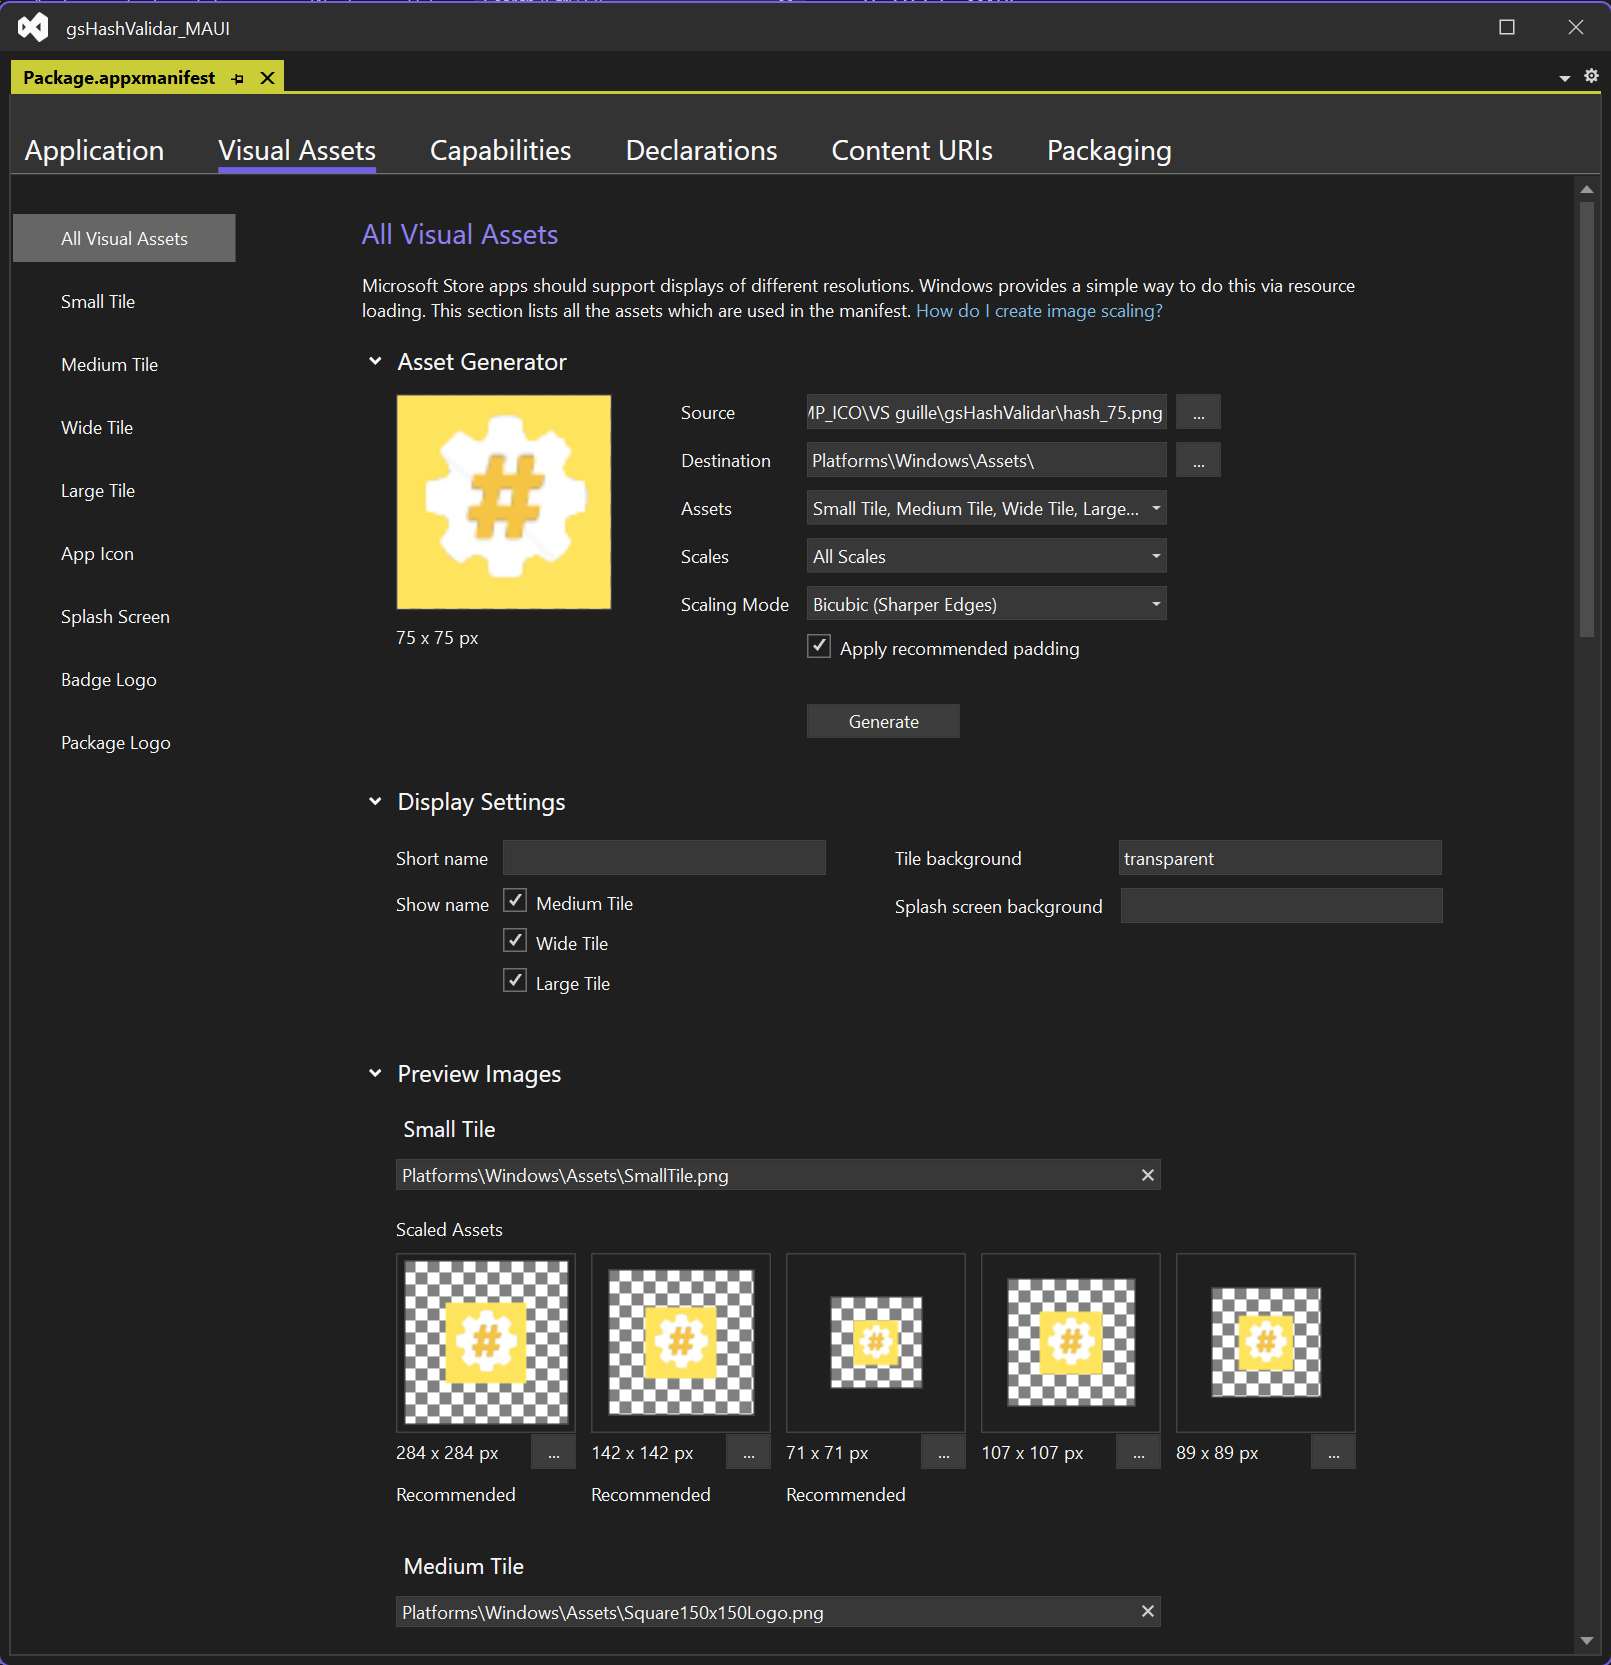 gsHashValidar_MAUI
Package.appxmanifest
Application Visual Assets Capabilities Declarations Content URIs Packaging
All Visual Assets
Small Tile
Medium Tile
Wide Tile
Large Tile
App Icon
Splash Screen
Badge Logo
Package Logo
All Visual Assets
Microsoft Store apps should support displays of different resolutions. Windows provides a simple way to do this via resource
loading. This section lists all the assets which are used in the manifest. How do I create image scaling?
Asset Generator
#
75 x 75 px
Source MP_ICO\VS guille\gsHashValidar\hash_75.png ...
Destination Platforms\Windows\Assets\ ...
Assets Small Tile, Medium Tile, Wide Tile, Large...
Scales All Scales
Scaling Mode Bicubic (Sharper Edges)
Apply recommended padding
Generate
Display Settings
Short name
Show name Medium Tile
Wide Tile
Large Tile
Tile background transparent
Splash screen background
Preview Images
Small Tile
Platforms\Windows\Assets\SmallTile.png
Scaled Assets
# # # # #
284 x 284 px ... 142 x 142 px ... 71 x 71 px ... 107 x 107 px ... 89 x 89 px ...
Recommended Recommended Recommended
Medium Tile
Platforms\Windows\Assets\Square150x150Logo.png